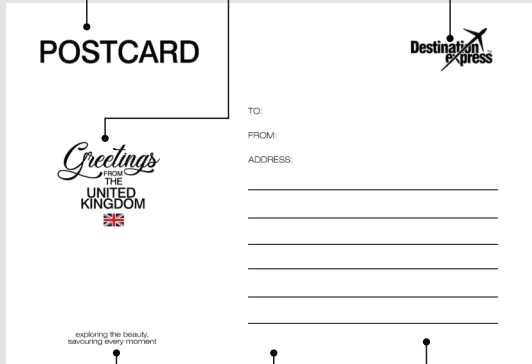 POSTCARD
Destination
express
TO:
FROM:
ADDRESS:
Greetings
FROM
THE
UNITED
KINGDOM
exploring the beauty,
savouring every moment